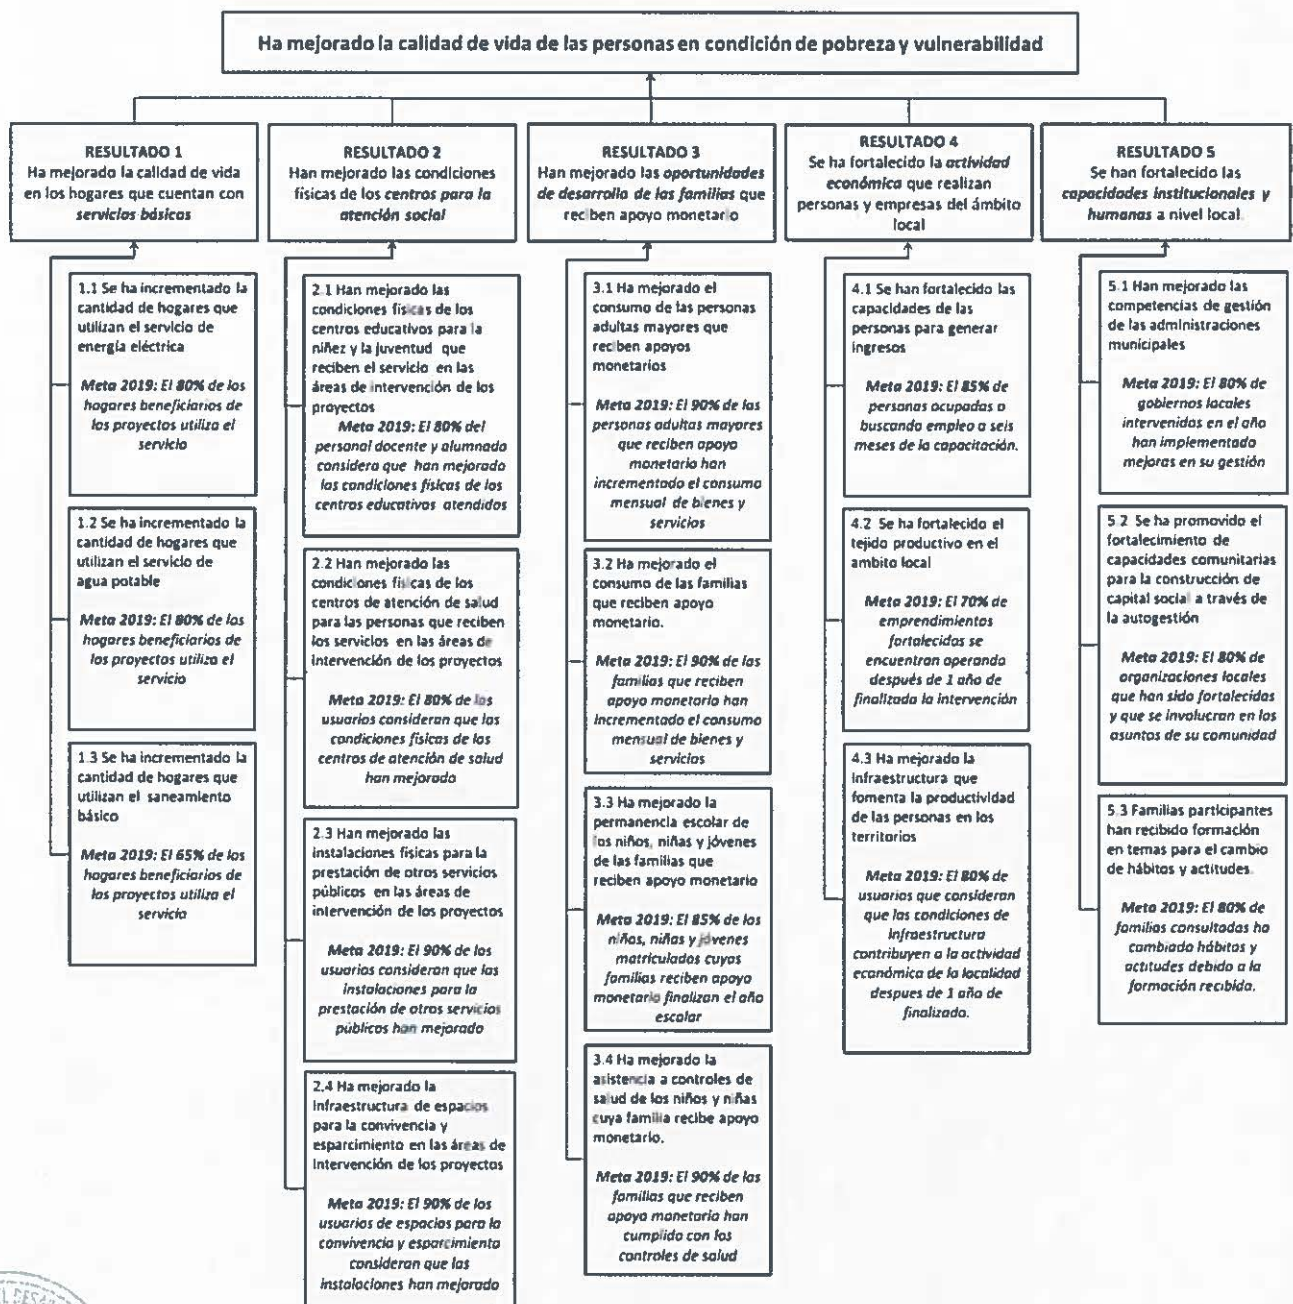 Ha mejorado la calidad de vida de las personas en condición de pobreza y vulnerabilidad
RESULTADO 1
Ha mejorado la calidad de vida
en los hogares que cuentan con
servicios básicos
RESULTADO 2
Han mejorado las condiciones
físicas de los centros para la
atención social
RESULTADO 3
Han mejorado las oportunidades
de desarrollo de las familias que
reciben apoyo monetario
RESULTADO 4
Se ha fortalecido la actividad
económica que realizan
personas y empresas del ámbito
local
RESULTADO 5
Se han fortalecido las
capacidades institucionales y
humanas a nivel local
1.1 Se ha incrementado la
cantidad de hogares que
utilizan el servicio de
energía eléctrica
Meta 2019: El 80% de los
hogares beneficiarios de
los proyectos utiliza el
servicio
1.2 Se ha incrementado la
cantidad de hogares que
utilizan el servicio de
agua potable
Meta 2019: El 80% de los
hogares beneficiarios de
los proyectos utiliza el
servicio
1.3 Se ha incrementado la
cantidad de hogares que
utilizan el saneamiento
básico
Meta 2019: El 65% de los
hogares beneficiarios de
los proyectos utiliza el
servicio
2.1 Han mejorado las
condiciones físicas de los
centros educativos para la
niñez y la juventud que
reciben el servicio en las
áreas de intervención de los
proyectos
Meta 2019: El 80% del
personal docente y alumnado
considera que han mejorado
las condiciones físicas de los
centros educativos atendidos
2.2 Han mejorado las
condiciones físicas de los
centros de atención de salud
para las personas que reciben
los servicios en las áreas de
intervención de los proyectos
Meta 2019: El 80% de los
usuarios consideran que las
condiciones físicas de los
centros de atención de salud
han mejorado
2.3 Han mejorado las
instalaciones físicas para la
prestación de otros servicios
públicos en las áreas de
intervención de los proyectos
Meta 2019: El 90% de los
usuarios consideran que las
instalaciones para la
prestación de otros servicios
públicos han mejorado
2.4 Ha mejorado la
infraestructura de espacios
para la convivencia y
esparcimiento en las áreas de
intervención de los proyectos
Meta 2019: El 90% de los
usuarios de espacios para la
convivencia y esparcimiento
consideran que las
instalaciones han mejorado
3.1 Ha mejorado el
consumo de las personas
adultas mayores que
reciben apoyos
monetarios
Meta 2019: El 90% de las
personas adultas mayores
que reciben apoyo
monetario han
incrementado el consumo
mensual de bienes y
servicios
3.2 Ha mejorado el
consumo de las familias
que reciben apoyo
monetario.
Meta 2019: El 90% de las
familias que reciben
apoyo monetario han
incrementado el consumo
mensual de bienes y
servicios
3.3 Ha mejorado la
permanencia escolar de
los niños, niñas y jóvenes
de las familias que
reciben apoyo monetario
Meta 2019: El 85% de los
niños, niñas y jóvenes
matriculados cuyas
familias reciben apoyo
monetario finalizan el año
escolar
3.4 Ha mejorado la
asistencia a controles de
salud de los niños y niñas
cuya familia recibe apoyo
monetario.
Meta 2019: El 90% de las
familias que reciben
apoyo monetario han
cumplido con los
controles de salud
4.1 Se han fortalecido las
capacidades de las
personas para generar
ingresos
Meta 2019: El 85% de
personas ocupadas o
buscando empleo a seis
meses de la capacitación.
4.2 Se ha fortalecido el
tejido productivo en el
ambito local
Meta 2019: El 70% de
emprendimientos
fortalecidos se
encuentran operando
después de 1 año de
finalizada la intervención
4.3 Ha mejorado la
infraestructura que
fomenta la productividad
de las personas en los
territorios
Meta 2019: El 80% de
usuarios que consideran
que las condiciones de
infraestructura
contribuyen a la actividad
económica de la localidad
despues de 1 año de
finalizado.
5.1 Han mejorado las
competencias de gestión
de las administraciones
municipales
Meta 2019: El 80% de
gobiernos locales
intervenidos en el año
han implementado
mejoras en su gestión
5.2 Se ha promovido el
fortalecimiento de
capacidades comunitarias
para la construcción de
capital social a través de
la autogestión
Meta 2019: El 80% de
organizaciones locales
que han sido fortalecidas
y que se involucran en los
asuntos de su comunidad
5.3 Familias participantes
han recibido formación
en temas para el cambio
de hábitos y actitudes
Meta 2019: El 80% de
familias consultadas ha
cambiado hábitos y
actitudes debido a la
formación recibida.